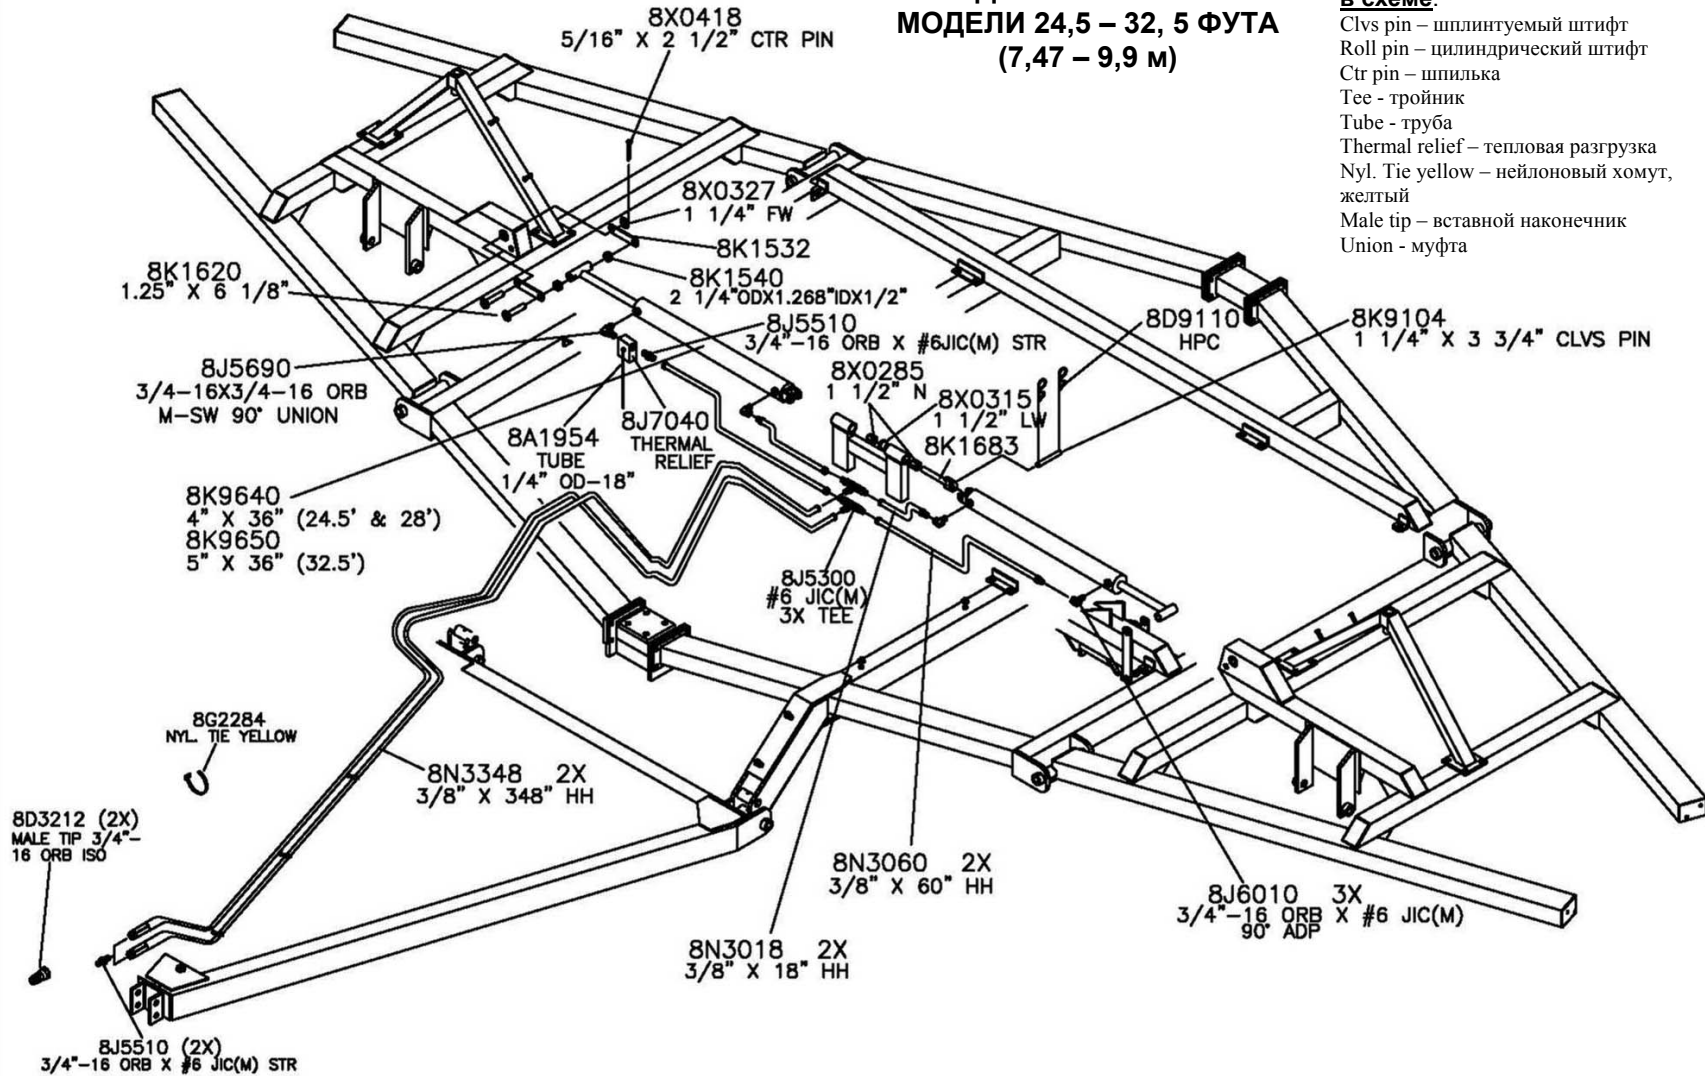 МОДЕЛИ 24,5 – 32, 5 ФУТА
(7,47 – 9,9 м)
в схеме:
Clvs pin – шплинтуемый штифт
Roll pin – цилиндрический штифт
Ctr pin – шпилька
Tee - тройник
Tube - труба
Thermal relief – тепловая разгрузка
Nyl. Tie yellow – нейлоновый хомут,
желтый
Male tip – вставной наконечник
Union - муфта
8X0418
5/16" X 2 1/2" CTR PIN
8X0327
1 1/4" FW
8K1532
8K1620
1.25" X 6 1/8"
8K1540
2 1/4"ODX1.268"IDX1/2"
8J5510
3/4"-16 ORB X #6JIC(M) STR
8D9110
HPC
8K9104
1 1/4" X 3 3/4" CLVS PIN
8J5690
3/4-16X3/4-16 ORB
M-SW 90° UNION
8X0285
1 1/2" N
8X0315
1 1/2" LW
8K1683
8A1954
TUBE
1/4" OD-18"
8J7040
THERMAL
RELIEF
8K9640
4" X 36" (24.5' & 28')
8K9650
5" X 36" (32.5')
8J5300
#6 JIC(M)
3X TEE
8G2284
NYL. TIE YELLOW
8N3348 2X
3/8" X 348" HH
8D3212 (2X)
MALE TIP 3/4"-
16 ORB ISO
8N3060 2X
3/8" X 60" HH
8J6010 3X
3/4"-16 ORB X #6 JIC(M)
90° ADP
8N3018 2X
3/8" X 18" HH
8J5510 (2X)
3/4"-16 ORB X #6 JIC(M) STR